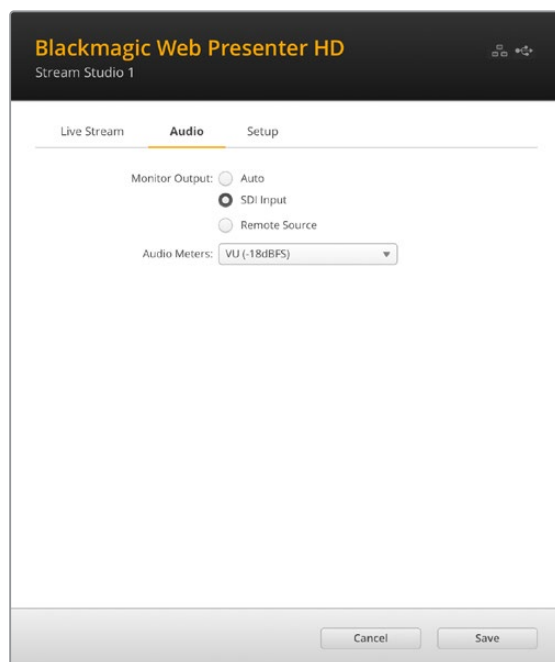 Blackmagic Web Presenter HD
Stream Studio 1
Live Stream Audio Setup
Monitor Output: Auto
SDI Input
Remote Source
Audio Meters: VU (-18dBFS)
Cancel Save